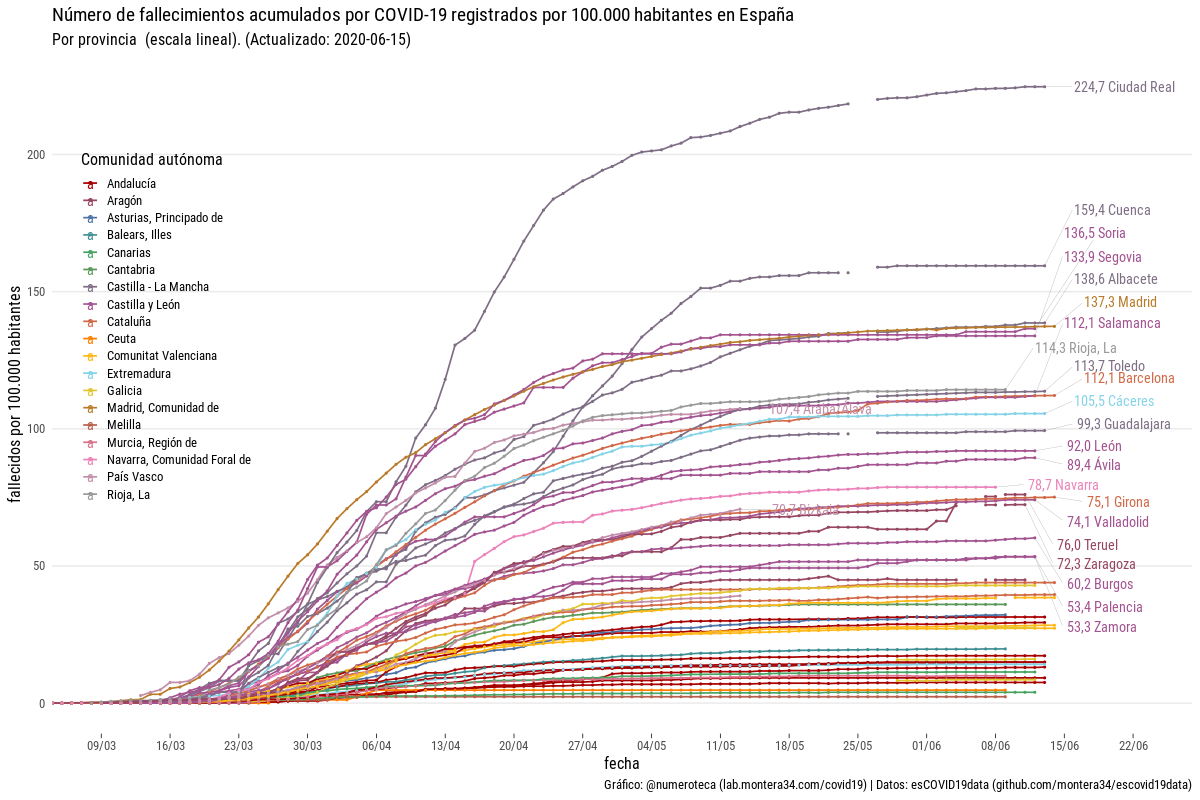 Número de fallecimientos acumulados por COVID-19 registrados por 100.000 habitantes en España
Por provincia  (escala lineal). (Actualizado: 2020-06-15)
fallecidos por 100.000 habitantes
200
150
100
50
0
Comunidad autónoma
Andalucía
Aragón
Asturias, Principado de
Balears, Illes
Canarias
Cantabria
Castilla - La Mancha
Castilla y León
Cataluña
Ceuta
Comunitat Valenciana
Extremadura
Galicia
Madrid, Comunidad de
Melilla
Murcia, Región de
Navarra, Comunidad Foral de
País Vasco
Rioja, La
224,7 Ciudad Real
159,4 Cuenca
136,5 Soria
133,9 Segovia
138,6 Albacete
137,3 Madrid
112,1 Salamanca
114,3 Rioja, La
113,7 Toledo
112,1 Barcelona
105,5 Cáceres
107,4 Araba/Álava
99,3 Guadalajara
92,0 León
89,4 Ávila
78,7 Navarra
75,1 Girona
70,7 Bizkaia
74,1 Valladolid
76,0 Teruel
72,3 Zaragoza
60,2 Burgos
53,4 Palencia
53,3 Zamora
09/03
16/03
23/03
30/03
06/04
13/04
20/04
27/04
04/05
11/05
18/05
25/05
01/06
08/06
15/06
22/06
fecha
Gráfico: @numeroteca (lab.montera34.com/covid19) | Datos: esCOVID19data (github.com/montera34/escovid19data)